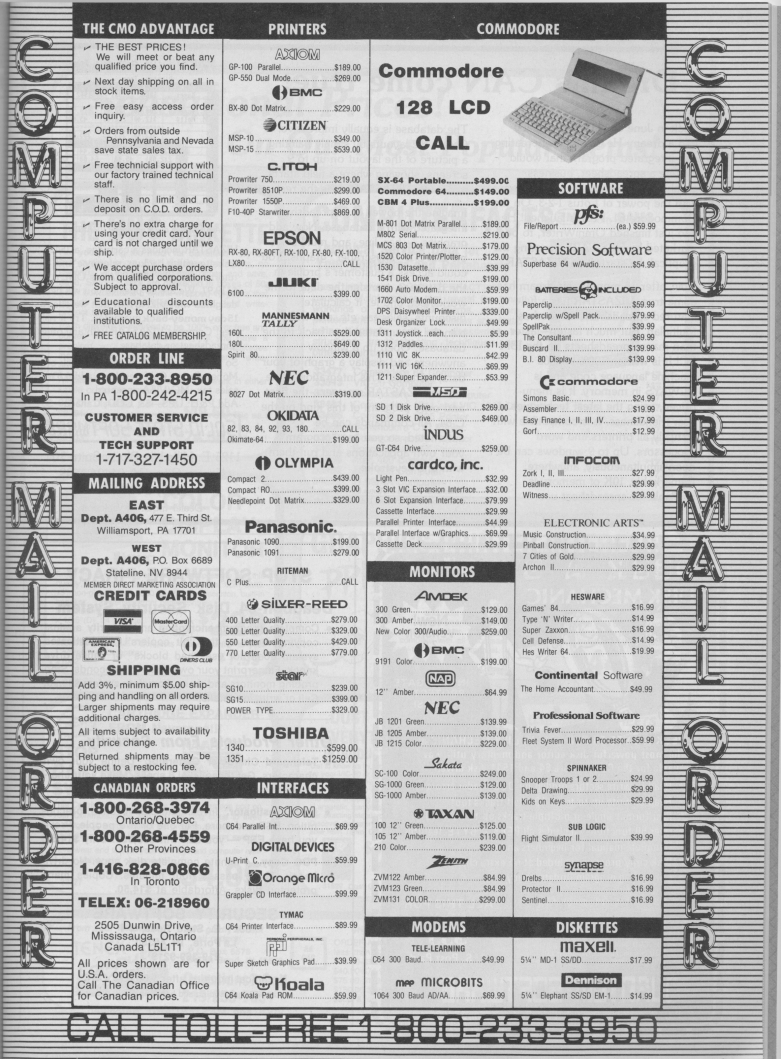 COMPUTER MAIL ORDER
THE CMO ADVANTAGE
✓ THE BEST PRICES!
We will meet or beat any
qualified price you find.
✓ Next day shipping on all in
stock items.
✓ Free easy access order
inquiry.
✓ Orders from outside
Pennsylvania and Nevada
save state sales tax.
✓ Free technicial support with
our factory trained technical
staff.
✓ There is no limit and no
deposit on C.O.D. orders.
✓ There's no extra charge for
using your credit card. Your
card is not charged until we
ship.
✓ We accept purchase orders
from qualified corporations.
Subject to approval.
✓ Educational discounts
available to qualified
institutions.
✓ FREE CATALOG MEMBERSHIP.
ORDER LINE
1-800-233-8950
In PA 1-800-242-4215
CUSTOMER SERVICE
AND
TECH SUPPORT
1-717-327-1450
MAILING ADDRESS
EAST
Dept. A406, 477 E. Third St.
Williamsport, PA 17701
WEST
Dept. A406, P.O. Box 6689
Stateline, NV 8944
MEMBER DIRECT MARKETING ASSOCIATION
CREDIT CARDS
VISA MasterCard
AMERICAN EXPRESS
DINERS CLUB
SHIPPING
Add 3%, minimum $5.00 ship-
ping and handling on all orders.
Larger shipments may require
additional charges.
All items subject to availability
and price change.
Returned shipments may be
subject to a restocking fee.
CANADIAN ORDERS
1-800-268-3974
Ontario/Quebec
1-800-268-4559
Other Provinces
1-416-828-0866
In Toronto
TELEX: 06-218960
2505 Dunwin Drive,
Mississauga, Ontario
Canada L5L1T1
All prices shown are for
U.S.A. orders.
Call The Canadian Office
for Canadian prices.
PRINTERS
AXIOM
GP-100 Parallel...$189.00
GP-550 Dual Mode...$269.00
BMC
BX-80 Dot Matrix...$229.00
CITIZEN
MSP-10...$349.00
MSP-15...$539.00
C.ITOH
Prowriter 750...$219.00
Prowriter 8510P...$299.00
Prowriter 1550P...$469.00
F10-40P Starwriter...$869.00
EPSON
RX-80, RX-80FT, RX-100, FX-80, FX-100,
LX80...CALL
JUKI
6100...$399.00
MANNESMANN
TALLY
160L...$529.00
180L...$649.00
Spirit 80...$239.00
NEC
8027 Dot Matrix...$319.00
OKIDATA
82, 83, 84, 92, 93, 180...CALL
Okimate-64...$199.00
OLYMPIA
Compact 2...$439.00
Compact RO...$399.00
Needlepoint Dot Matrix...$329.00
Panasonic.
Panasonic 1090...$199.00
Panasonic 1091...$279.00
RITEMAN
C Plus...CALL
SILVER-REED
400 Letter Quality...$279.00
500 Letter Quality...$329.00
550 Letter Quality...$429.00
770 Letter Quality...$779.00
star
SG10...$239.00
SG15...$399.00
POWER TYPE...$329.00
TOSHIBA
1340...$599.00
1351...$1259.00
INTERFACES
AXIOM
C64 Parallel Int...$69.99
DIGITAL DEVICES
U-Print C...$59.99
Orange Micro
Grappler CD Interface...$99.99
TYMAC
C64 Printer Interface...$89.99
PPI PERIPHERALS, INC.
Super Sketch Graphics Pad...$39.99
Koala
C64 Koala Pad ROM...$59.99
COMMODORE
Commodore
128 LCD
CALL
SX-64 Portable...$499.00
Commodore 64...$149.00
CBM 4 Plus...$199.00
M-801 Dot Matrix Parallel...$189.00
M802 Serial...$219.00
MCS 803 Dot Matrix...$179.00
1520 Color Printer/Plotter...$129.00
1530 Datasette...$39.99
1541 Disk Drive...$199.00
1660 Auto Modem...$59.99
1702 Color Monitor...$199.00
DPS Daisywheel Printer...$339.00
Desk Organizer Lock...$49.99
1311 Joystick..each...$5.99
1312 Paddles...$11.99
1110 VIC 8K...$42.99
1111 VIC 16K...$69.99
1211 Super Expander...$53.99
MSD
SD 1 Disk Drive...$269.00
SD 2 Disk Drive...$469.00
INDUS
GT-C64 Drive...$259.00
cardco, inc.
Light Pen...$32.99
3 Slot VIC Expansion Interface...$32.00
6 Slot Expansion Interface...$79.99
Cassette Interface...$29.99
Parallel Printer Interface...$44.99
Parallel Interface w/Graphics...$69.99
Cassette Deck...$29.99
MONITORS
AMDEK
300 Green...$129.00
300 Amber...$149.00
New Color 300/Audio...$259.00
BMC
9191 Color...$199.00
NAP
12" Amber...$64.99
NEC
JB 1201 Green...$139.99
JB 1205 Amber...$139.00
JB 1215 Color...$229.00
Sakata
SC-100 Color...$249.00
SG-1000 Green...$129.00
SG-1000 Amber...$139.00
TAXAN
100 12" Green...$125.00
105 12" Amber...$119.00
210 Color...$239.00
ZENITH
ZVM122 Amber...$84.99
ZVM123 Green...$84.99
ZVM131 COLOR...$299.00
MODEMS
TELE-LEARNING
C64 300 Baud...$49.99
MPP MICROBITS
1064 300 Baud AD/AA...$69.99
SOFTWARE
pfs:
File/Report...(ea.) $59.99
Precision Software
Superbase 64 w/Audio...$54.99
BATTERIES INCLUDED
Paperclip...$59.99
Paperclip w/Spell Pack...$79.99
SpellPak...$39.99
The Consultant...$69.99
Buscard II...$139.99
B.I. 80 Display...$139.99
commodore
Simons Basic...$24.99
Assembler...$19.99
Easy Finance I, II, III, IV...$17.99
Gorf...$12.99
INFOCOM
Zork I, II, III...$27.99
Deadline...$29.99
Witness...$29.99
ELECTRONIC ARTS™
Music Construction...$34.99
Pinball Construction...$29.99
7 Cities of Gold...$29.99
Archon II...$29.99
HESWARE
Games' 84...$16.99
Type 'N' Writer...$14.99
Super Zaxxon...$16.99
Cell Defense...$14.99
Hes Writer 64...$19.99
Continental Software
The Home Accountant...$49.99
Professional Software
Trivia Fever...$29.99
Fleet System II Word Processor..$59.99
SPINNAKER
Snooper Troops 1 or 2...$24.99
Delta Drawing...$29.99
Kids on Keys...$29.99
SUB LOGIC
Flight Simulator II...$39.99
synapse
Drelbs...$16.99
Protector II...$16.99
Sentinel...$16.99
DISKETTES
maxell.
5¼" MD-1 SS/DD...$17 99
Dennison
5¼" Elephant SS/SD EM-1...$14.99
COMPUTER MAIL ORDER
CALL TOLL-FREE 1-800-233-8950